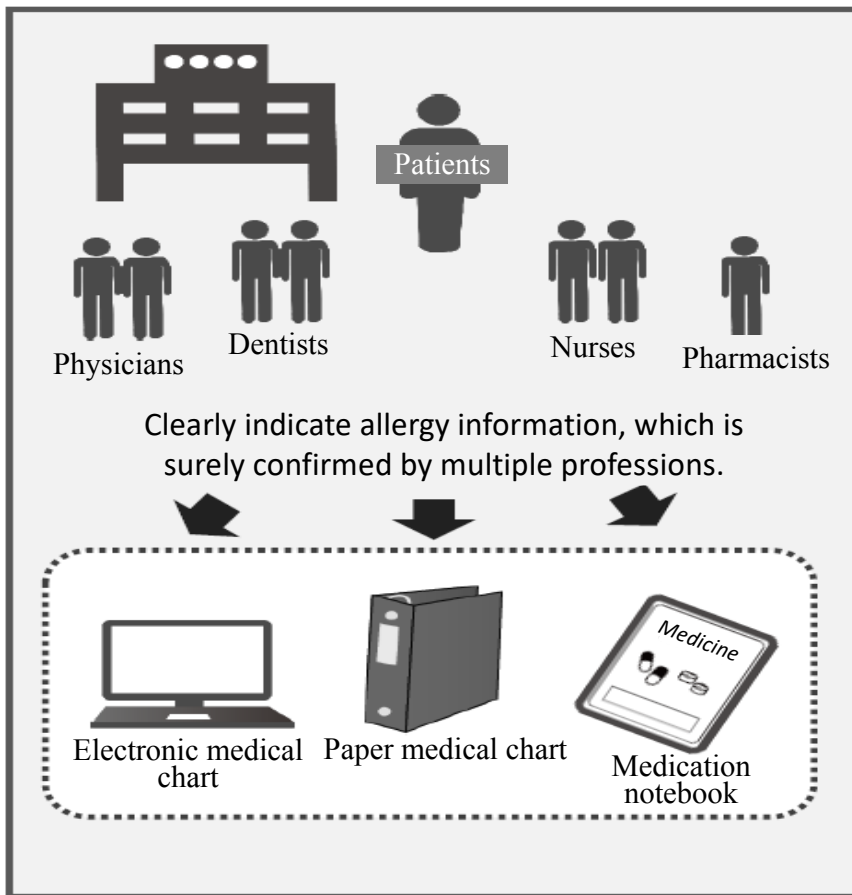 Patients
Physicians
Dentists
Nurses
Pharmacists
Clearly indicate allergy information, which is
surely confirmed by multiple professions.
Electronic medical
chart
Paper medical chart
Medicine
Medication
notebook